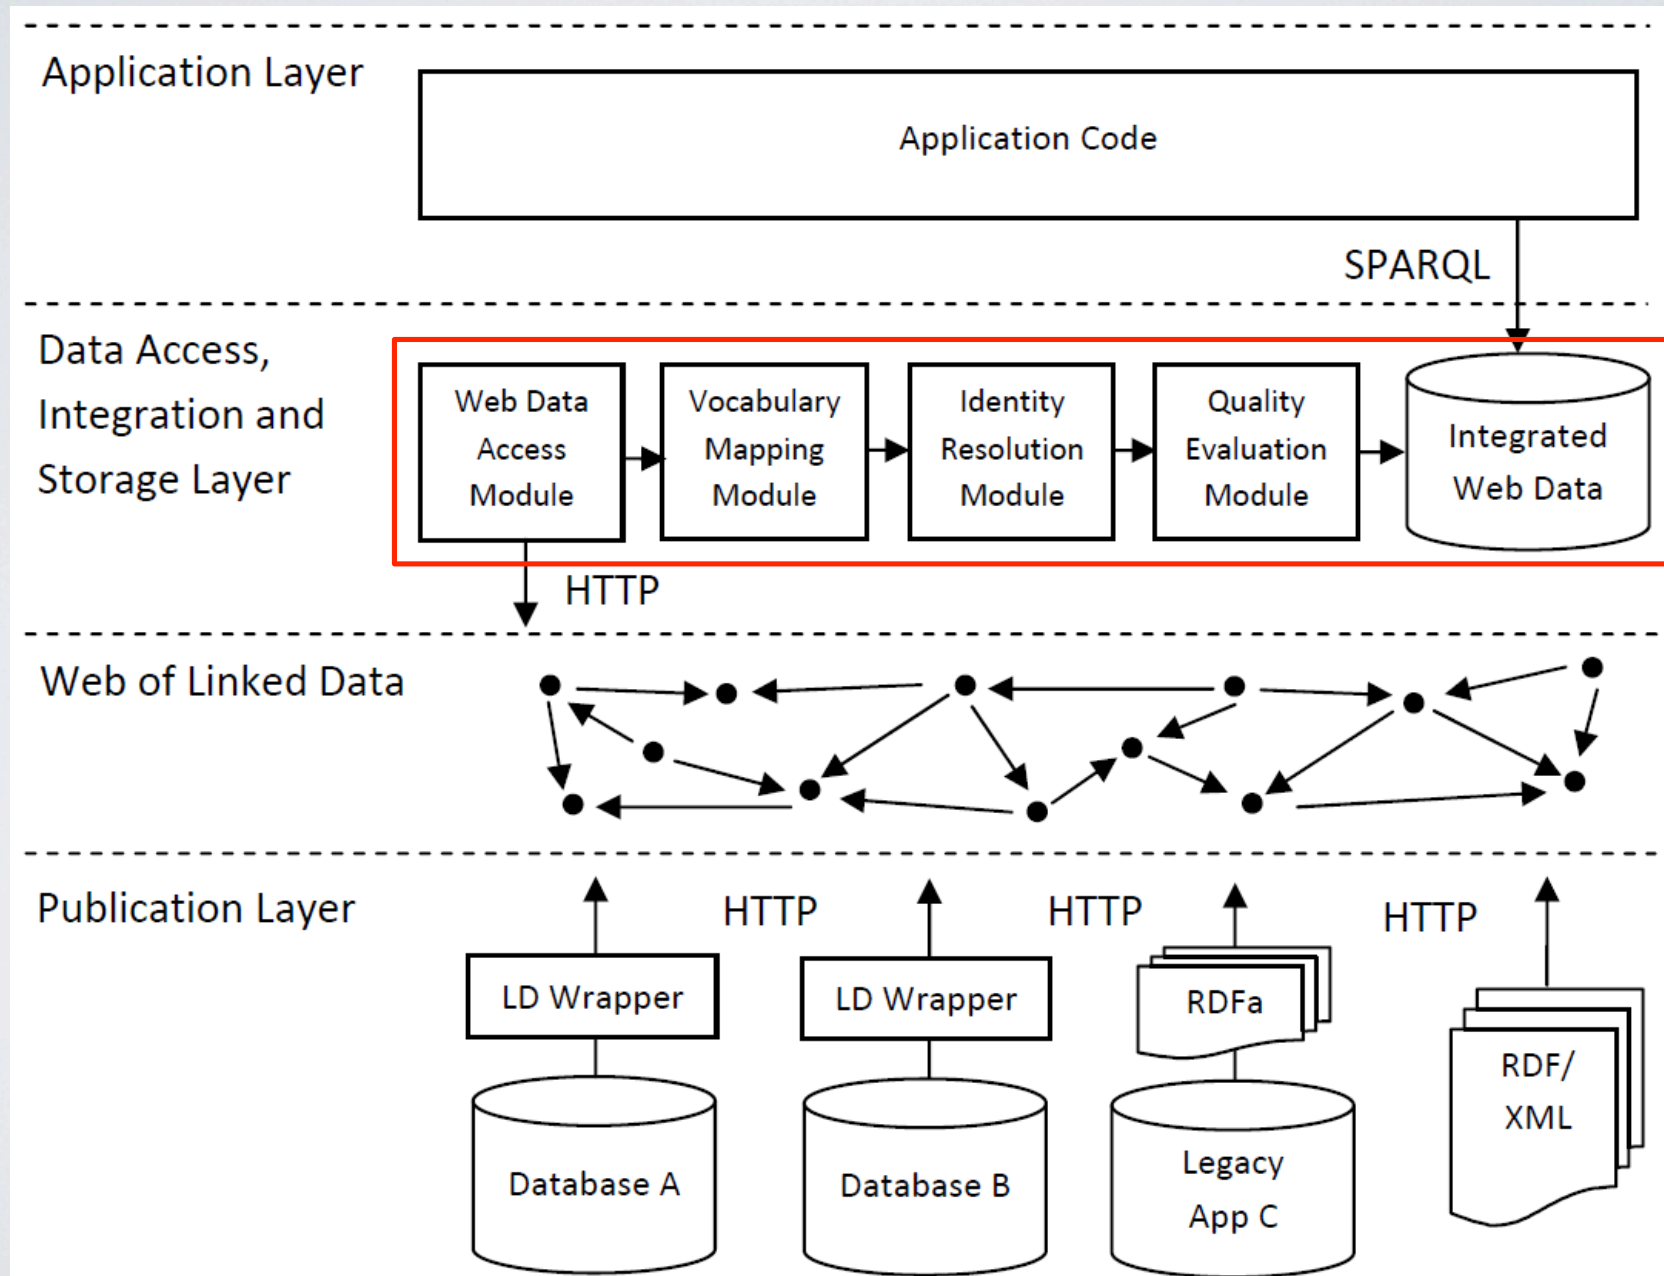 Application Layer
Application Code
SPARQL
Data Access,
Integration and
Storage Layer
Web Data
Access
Module
Vocabulary
Mapping
Module
Identity
Resolution
Module
Quality
Evaluation
Module
Integrated
Web Data
HTTP
Web of Linked Data
Publication Layer
HTTP
HTTP
HTTP
LD Wrapper
LD Wrapper
RDFa
RDF/
XML
Database A
Database B
Legacy
App C